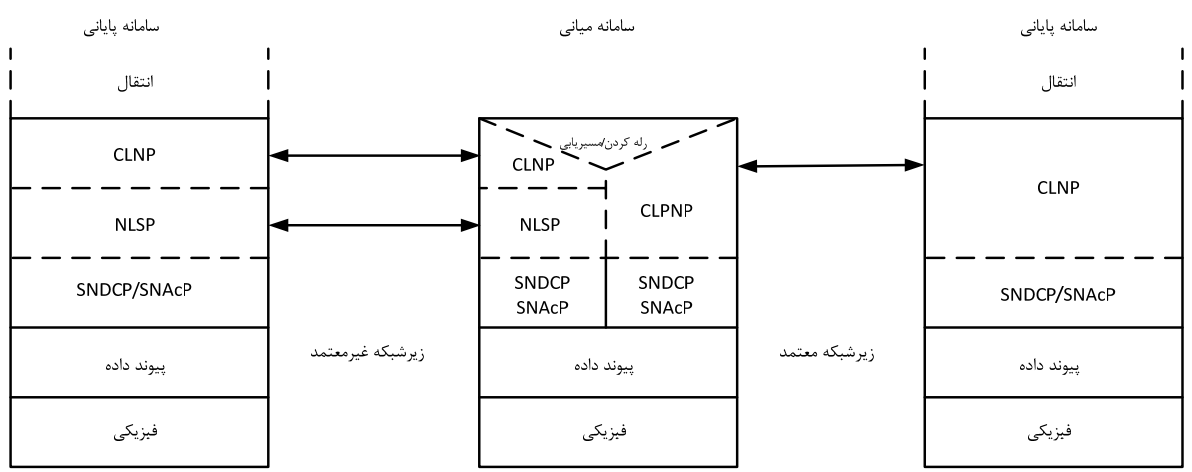 سامانه پایانی
سامانه میانی
سامانه پایانی
انتقال
انتقال
CLNP
NLSP
SNDCP/SNAcP
پیوند داده
فیزیکی
رله کردن/مسیریابی
CLNP
NLSP
CLPNP
SNDCP
SNAcP
SNDCP
SNAcP
پیوند داده
فیزیکی
CLNP
SNDCP/SNAcP
پیوند داده
فیزیکی
زیرشبکه غیرمعتمد
زیرشبکه معتمد